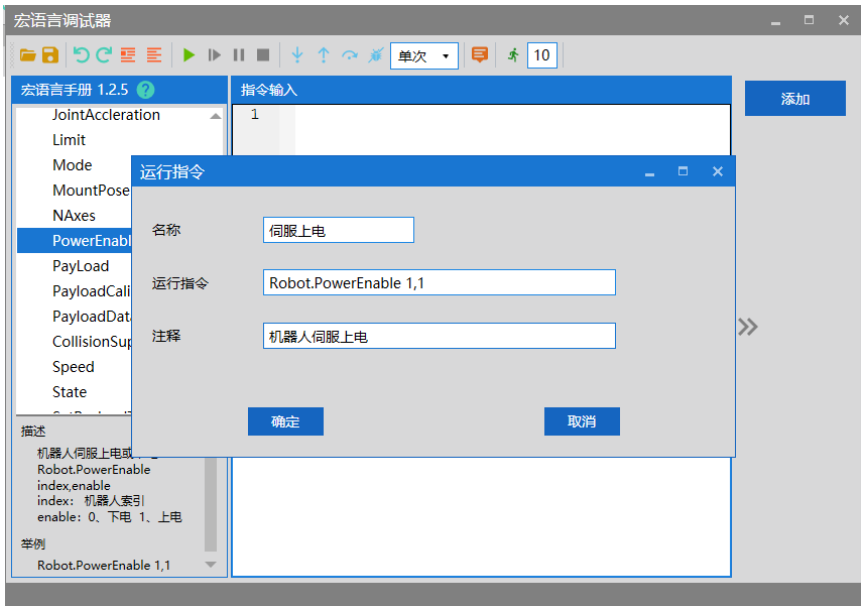 宏语言调试器
单次
10
宏语言手册 1.2.5
指令输入
添加
JointAccleration
1
Limit
Mode
运行指令
MountPose
NAxes
名称
伺服上电
PowerEnabl
PayLoad
PayloadCali
运行指令
Robot.PowerEnable 1,1
PayloadDat
注释
机器人伺服上电
CollisionSup
Speed
State
确定
取消
描述
机器人伺服上电或
Robot.PowerEnable
index,enable
index: 机器人索引
enable: 0、下电 1、上电
举例
Robot.PowerEnable 1,1